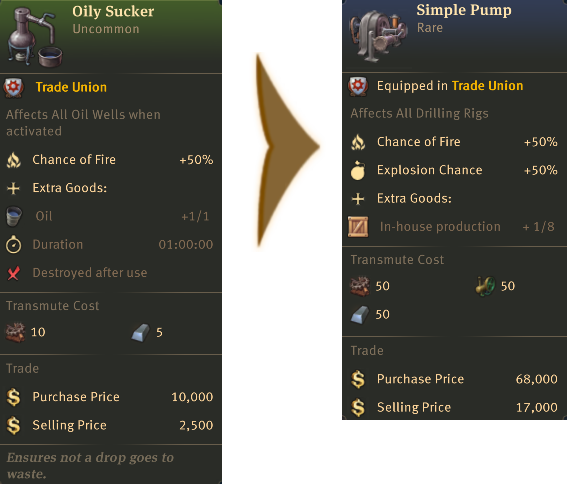 Oily Sucker
Uncommon
Trade Union
Affects All Oil Wells when
activated
Chance of Fire +50%
Extra Goods:
Oil +1/1
Duration 01:00:00
Destroyed after use
Transmute Cost
10 5
Trade
Purchase Price 10,000
Selling Price 2,500
Ensures not a drop goes to
waste.
Simple Pump
Rare
Equipped in Trade Union
Affects All Drilling Rigs
Chance of Fire +50%
Explosion Chance +50%
Extra Goods:
In-house production + 1/8
Transmute Cost
50 50
50
Trade
Purchase Price 68,000
Selling Price 17,000